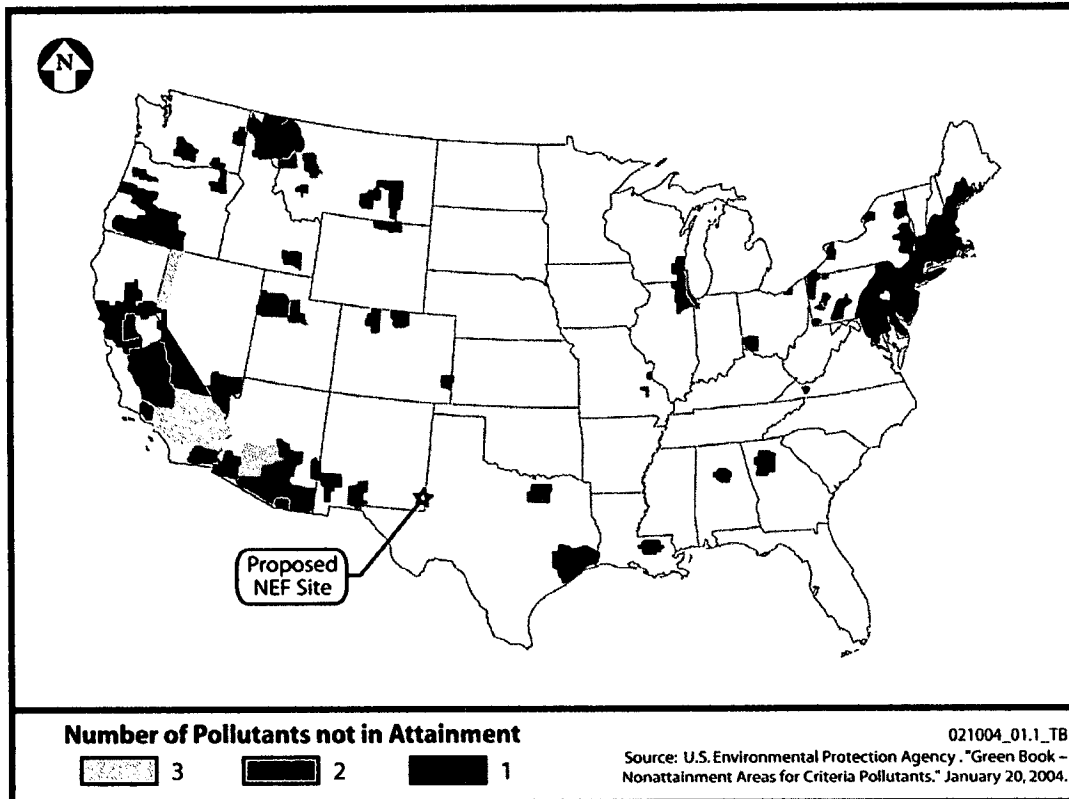 N
Proposed
NEF Site
Number of Pollutants not in Attainment
3 2 1
021004_01.1_TB
Source: U.S. Environmental Protection Agency. "Green Book –
Nonattainment Areas for Criteria Pollutants." January 20, 2004.